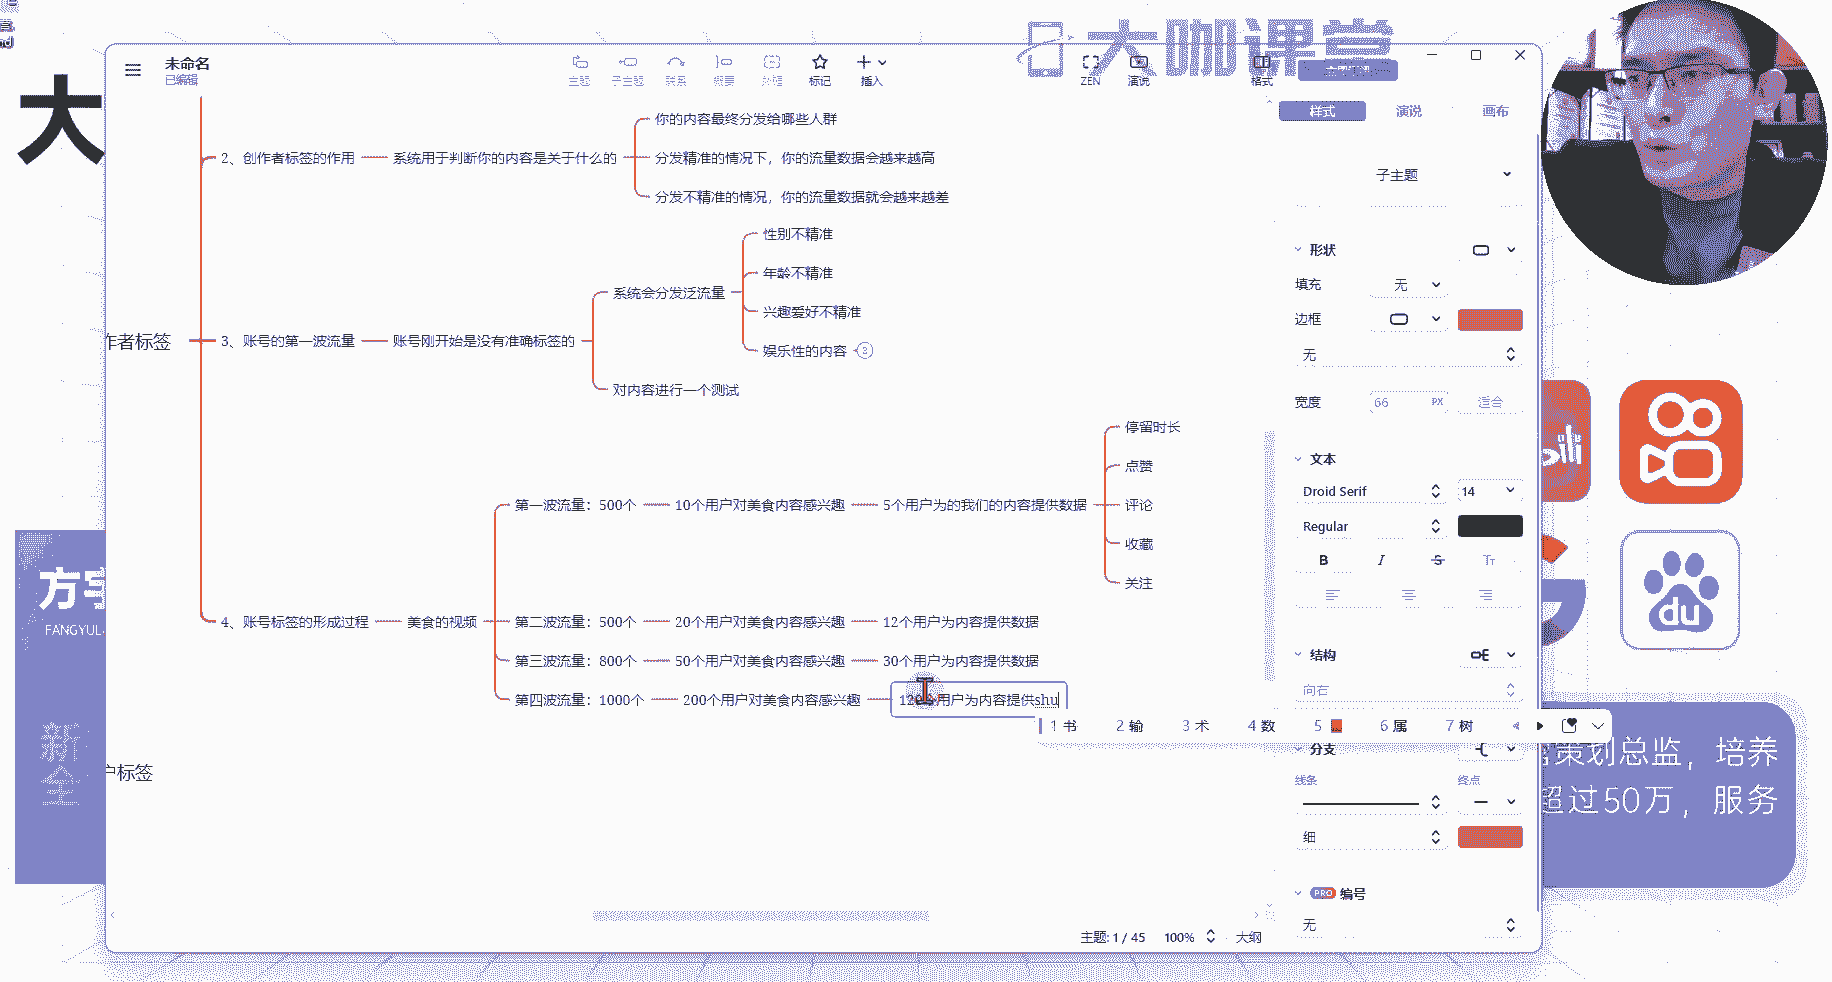 大
大咖课堂
未命名
已编辑
主题
子主题
联系
概要
外框
标记
插入
ZEN
演说
格式
样式
演说
画布
你的内容最终分发给哪些人群
2、创作者标签的作用
系统用于判断你的内容是关于什么的
分发精准的情况下，你的流量数据会越来越高
分发不精准的情况，你的流量数据就会越来越差
性别不精准
年龄不精准
系统会分发泛流量
兴趣爱好不精准
作者标签
3、账号的第一波流量
账号刚开始是没有准确标签的
娱乐性的内容
对内容进行一个测试
停留时长
点赞
第一波流量：500个
10个用户对美食内容感兴趣
5个用户为的我们的内容提供数据
评论
收藏
关注
4、账号标签的形成过程
美食的视频
第二波流量：500个
20个用户对美食内容感兴趣
12个用户为内容提供数据
第三波流量：800个
50个用户对美食内容感兴趣
30个用户为内容提供数据
第四波流量：1000个
200个用户对美食内容感兴趣
120个用户为内容提供shu
1 书 2 输 3 术 4 数 5 6 属 7 树
户标签
子主题
形状
填充
无
边框
无
宽度
66
PX
适合
文本
Droid Serif
14
Regular
B I S Tт
结构
向右
分支
线条
终点
细
PRO 编号
无
主题: 1 / 45
100%
大纲
方宇
FANGYUL
新
全
du
策划总监，培养
超过50万，服务